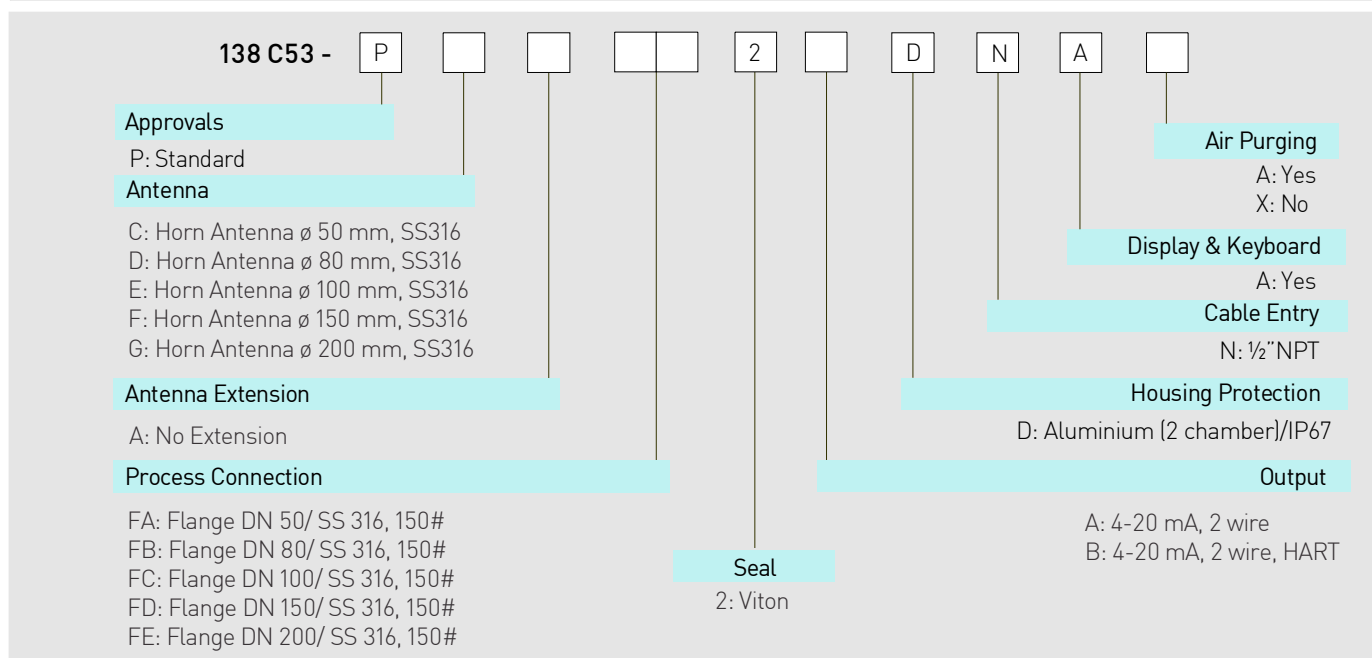 138 C53 - P 2 D N A
Approvals
P: Standard
Antenna
C: Horn Antenna ø 50 mm, SS316
D: Horn Antenna ø 80 mm, SS316
E: Horn Antenna ø 100 mm, SS316
F: Horn Antenna ø 150 mm, SS316
G: Horn Antenna ø 200 mm, SS316
Antenna Extension
A: No Extension
Process Connection
FA: Flange DN 50/ SS 316, 150#
FB: Flange DN 80/ SS 316, 150#
FC: Flange DN 100/ SS 316, 150#
FD: Flange DN 150/ SS 316, 150#
FE: Flange DN 200/ SS 316, 150#
Seal
2: Viton
Air Purging
A: Yes
X: No
Display & Keyboard
A: Yes
Cable Entry
N: ½”NPT
Housing Protection
D: Aluminium (2 chamber)/IP67
Output
A: 4-20 mA, 2 wire
B: 4-20 mA, 2 wire, HART